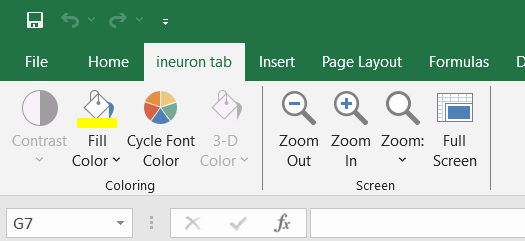 File Home ineuron tab Insert Page Layout Formulas D
Contrast Fill Color Cycle Font Color 3-D Color Zoom Out Zoom In Zoom: Full Screen
Coloring Screen
G7 fx